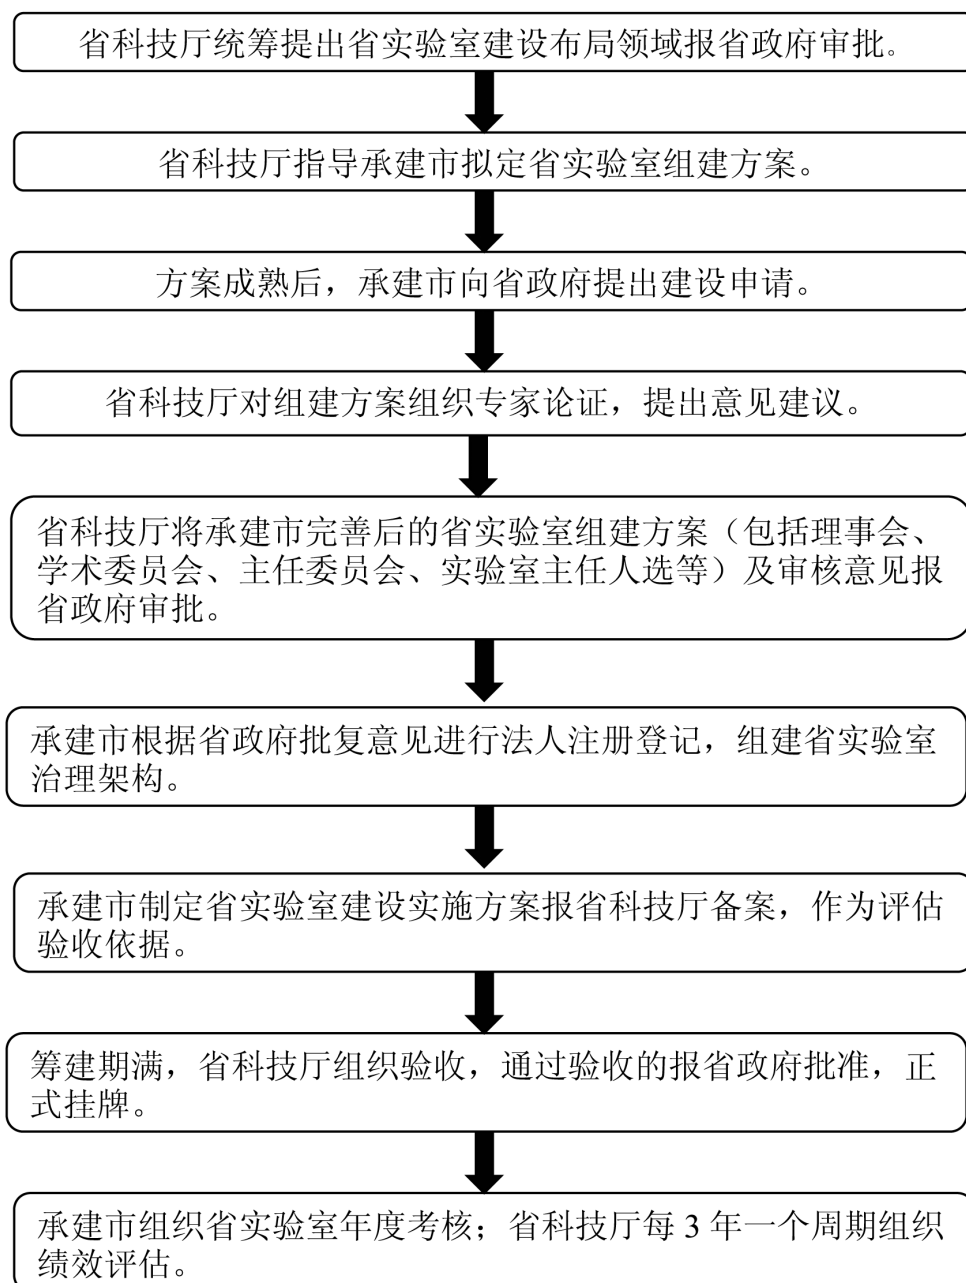 省科技厅统筹提出省实验室建设布局领域报省政府审批。
省科技厅指导承建市拟定省实验室组建方案。
方案成熟后，承建市向省政府提出建设申请。
省科技厅对组建方案组织专家论证，提出意见建议。
省科技厅将承建市完善后的省实验室组建方案（包括理事会、
学术委员会、主任委员会、实验室主任人选等）及审核意见报
省政府审批。
承建市根据省政府批复意见进行法人注册登记，组建省实验室
治理架构。
承建市制定省实验室建设实施方案报省科技厅备案，作为评估
验收依据。
筹建期满，省科技厅组织验收，通过验收的报省政府批准，正
式挂牌。
承建市组织省实验室年度考核；省科技厅每 3 年一个周期组织
绩效评估。